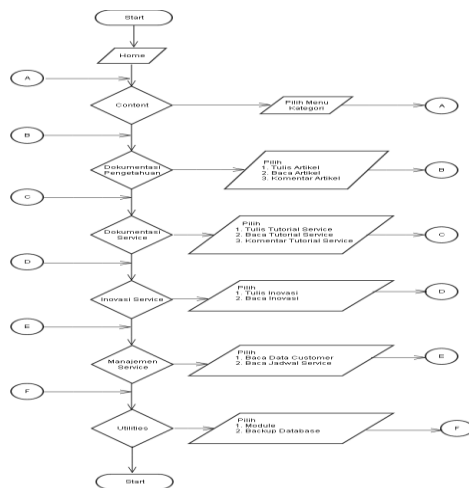 Start
Home
A
Content
Pilih Menu
Kategori
A
B
Dokumentasi
Pengetahuan
Pilih
1. Tulis Artikel
2. Baca Artikel
3. Komentar Artikel
B
C
Dokumentasi
Service
Pilih
1. Tulis Tutorial Service
2. Baca Tutorial Service
3. Komentar Tutorial Service
C
D
Inovasi Service
Pilih
1. Tulis Inovasi
2. Baca Inovasi
D
E
Manajemen
Service
Pilih
1. Baca Data Customer
2. Baca Jadwal Service
E
F
Utilities
Pilih
1. Module
2. Backup Database
F
Start